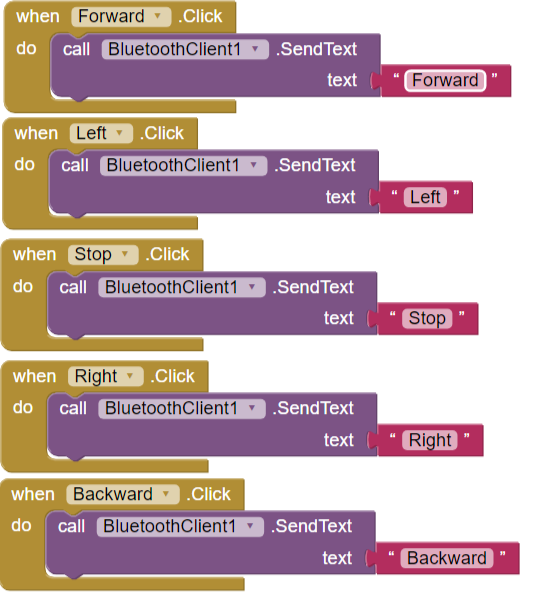 when Forward .Click
do call BluetoothClient1 .SendText
text “ Forward ”
when Left .Click
do call BluetoothClient1 .SendText
text “ Left ”
when Stop .Click
do call BluetoothClient1 .SendText
text “ Stop ”
when Right .Click
do call BluetoothClient1 .SendText
text “ Right ”
when Backward .Click
do call BluetoothClient1 .SendText
text “ Backward ”